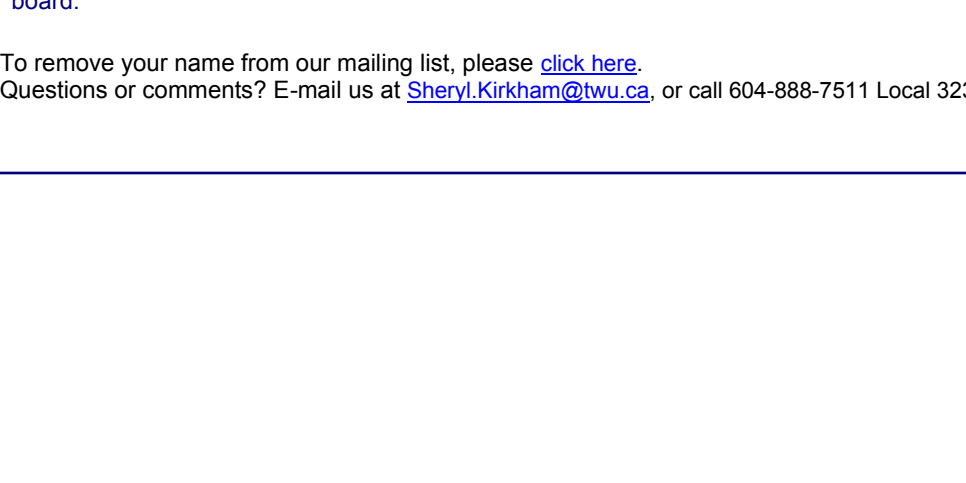 board.
To remove your name from our mailing list, please click here.
Questions or comments? E-mail us at Sheryl.Kirkham@twu.ca, or call 604-888-7511 Local 323